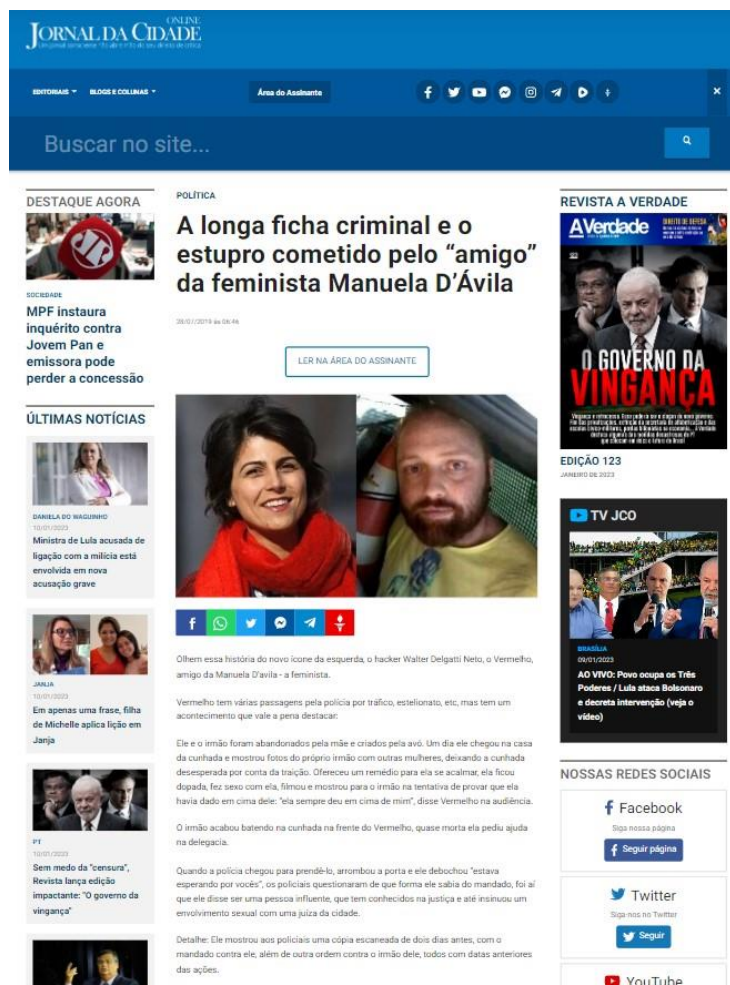 JORNAL DA CIDADE
ONLINE
EDITORIAIS
BLOGS E COLUNAS
Área do Assinante
Buscar no site...
DESTAQUE AGORA
SOCIEDADE
MPF instaura
inquérito contra
Jovem Pan e
emissora pode
perder a concessão
ÚLTIMAS NOTÍCIAS
DANIELA DO WAGUINHO
10/01/2023
Ministra de Lula acusada de
ligação com a milícia está
envolvida em nova
acusação grave
JANJA
10/01/2023
Em apenas uma frase, filha
de Michelle aplica lição em
Janja
PT
10/01/2023
Sem medo da "censura",
Revista lança edição
impactante: "O governo da
vingança"
POLÍTICA
A longa ficha criminal e o
estupro cometido pelo “amigo”
da feminista Manuela D’Ávila
LER NA ÁREA DO ASSINANTE
Olhem essa história do novo ícone da esquerda, o hacker Walter Delgatti Neto, o Vermelho,
amigo da Manuela D'avila - a feminista.
Vermelho tem várias passagens pela polícia por tráfico, estelionato, etc, mas tem um
acontecimento que vale a pena destacar:
Ele e o irmão foram abandonados pela mãe e criados pela avó. Um dia ele chegou na casa
da cunhada e mostrou fotos do próprio irmão com outras mulheres, deixando a cunhada
desesperada por conta da traição. Ofereceu um remédio para ela se acalmar, ela ficou
dopada, fez sexo com ela, filmou e mostrou para o irmão na tentativa de provar que ela
havia dado em cima dele: "ela sempre deu em cima de mim", disse Vermelho na audiência.
O irmão acabou batendo na cunhada na frente do Vermelho, quase morta ela pediu ajuda
na delegacia.
Quando a polícia chegou para prendê-lo, arrombou a porta e ele debochou "estava
esperando por vocês", os policiais questionaram de que forma ele sabia do mandado, foi aí
que ele disse ser uma pessoa influente, que tem conhecidos na justiça e até insinuou um
envolvimento sexual com uma juíza da cidade.
Detalhe: Ele mostrou aos policiais uma cópia escaneada de dois dias antes, com o
mandado contra ele, além de outra ordem contra o irmão dele, todos com datas anteriores
das ações.
REVISTA A VERDADE
A Verdade
DIREITO DE DEFESA
O GOVERNO DA
VINGANÇA
EDIÇÃO 123
JANEIRO DE 2023
TV JCO
BRASÍLIA
09/01/2023
AO VIVO: Povo ocupa os Três
Poderes / Lula ataca Bolsonaro
e decreta intervenção (veja o
vídeo)
NOSSAS REDES SOCIAIS
Facebook
Siga nossa página
Seguir página
Twitter
Siga-nos no Twitter
Seguir
YouTube